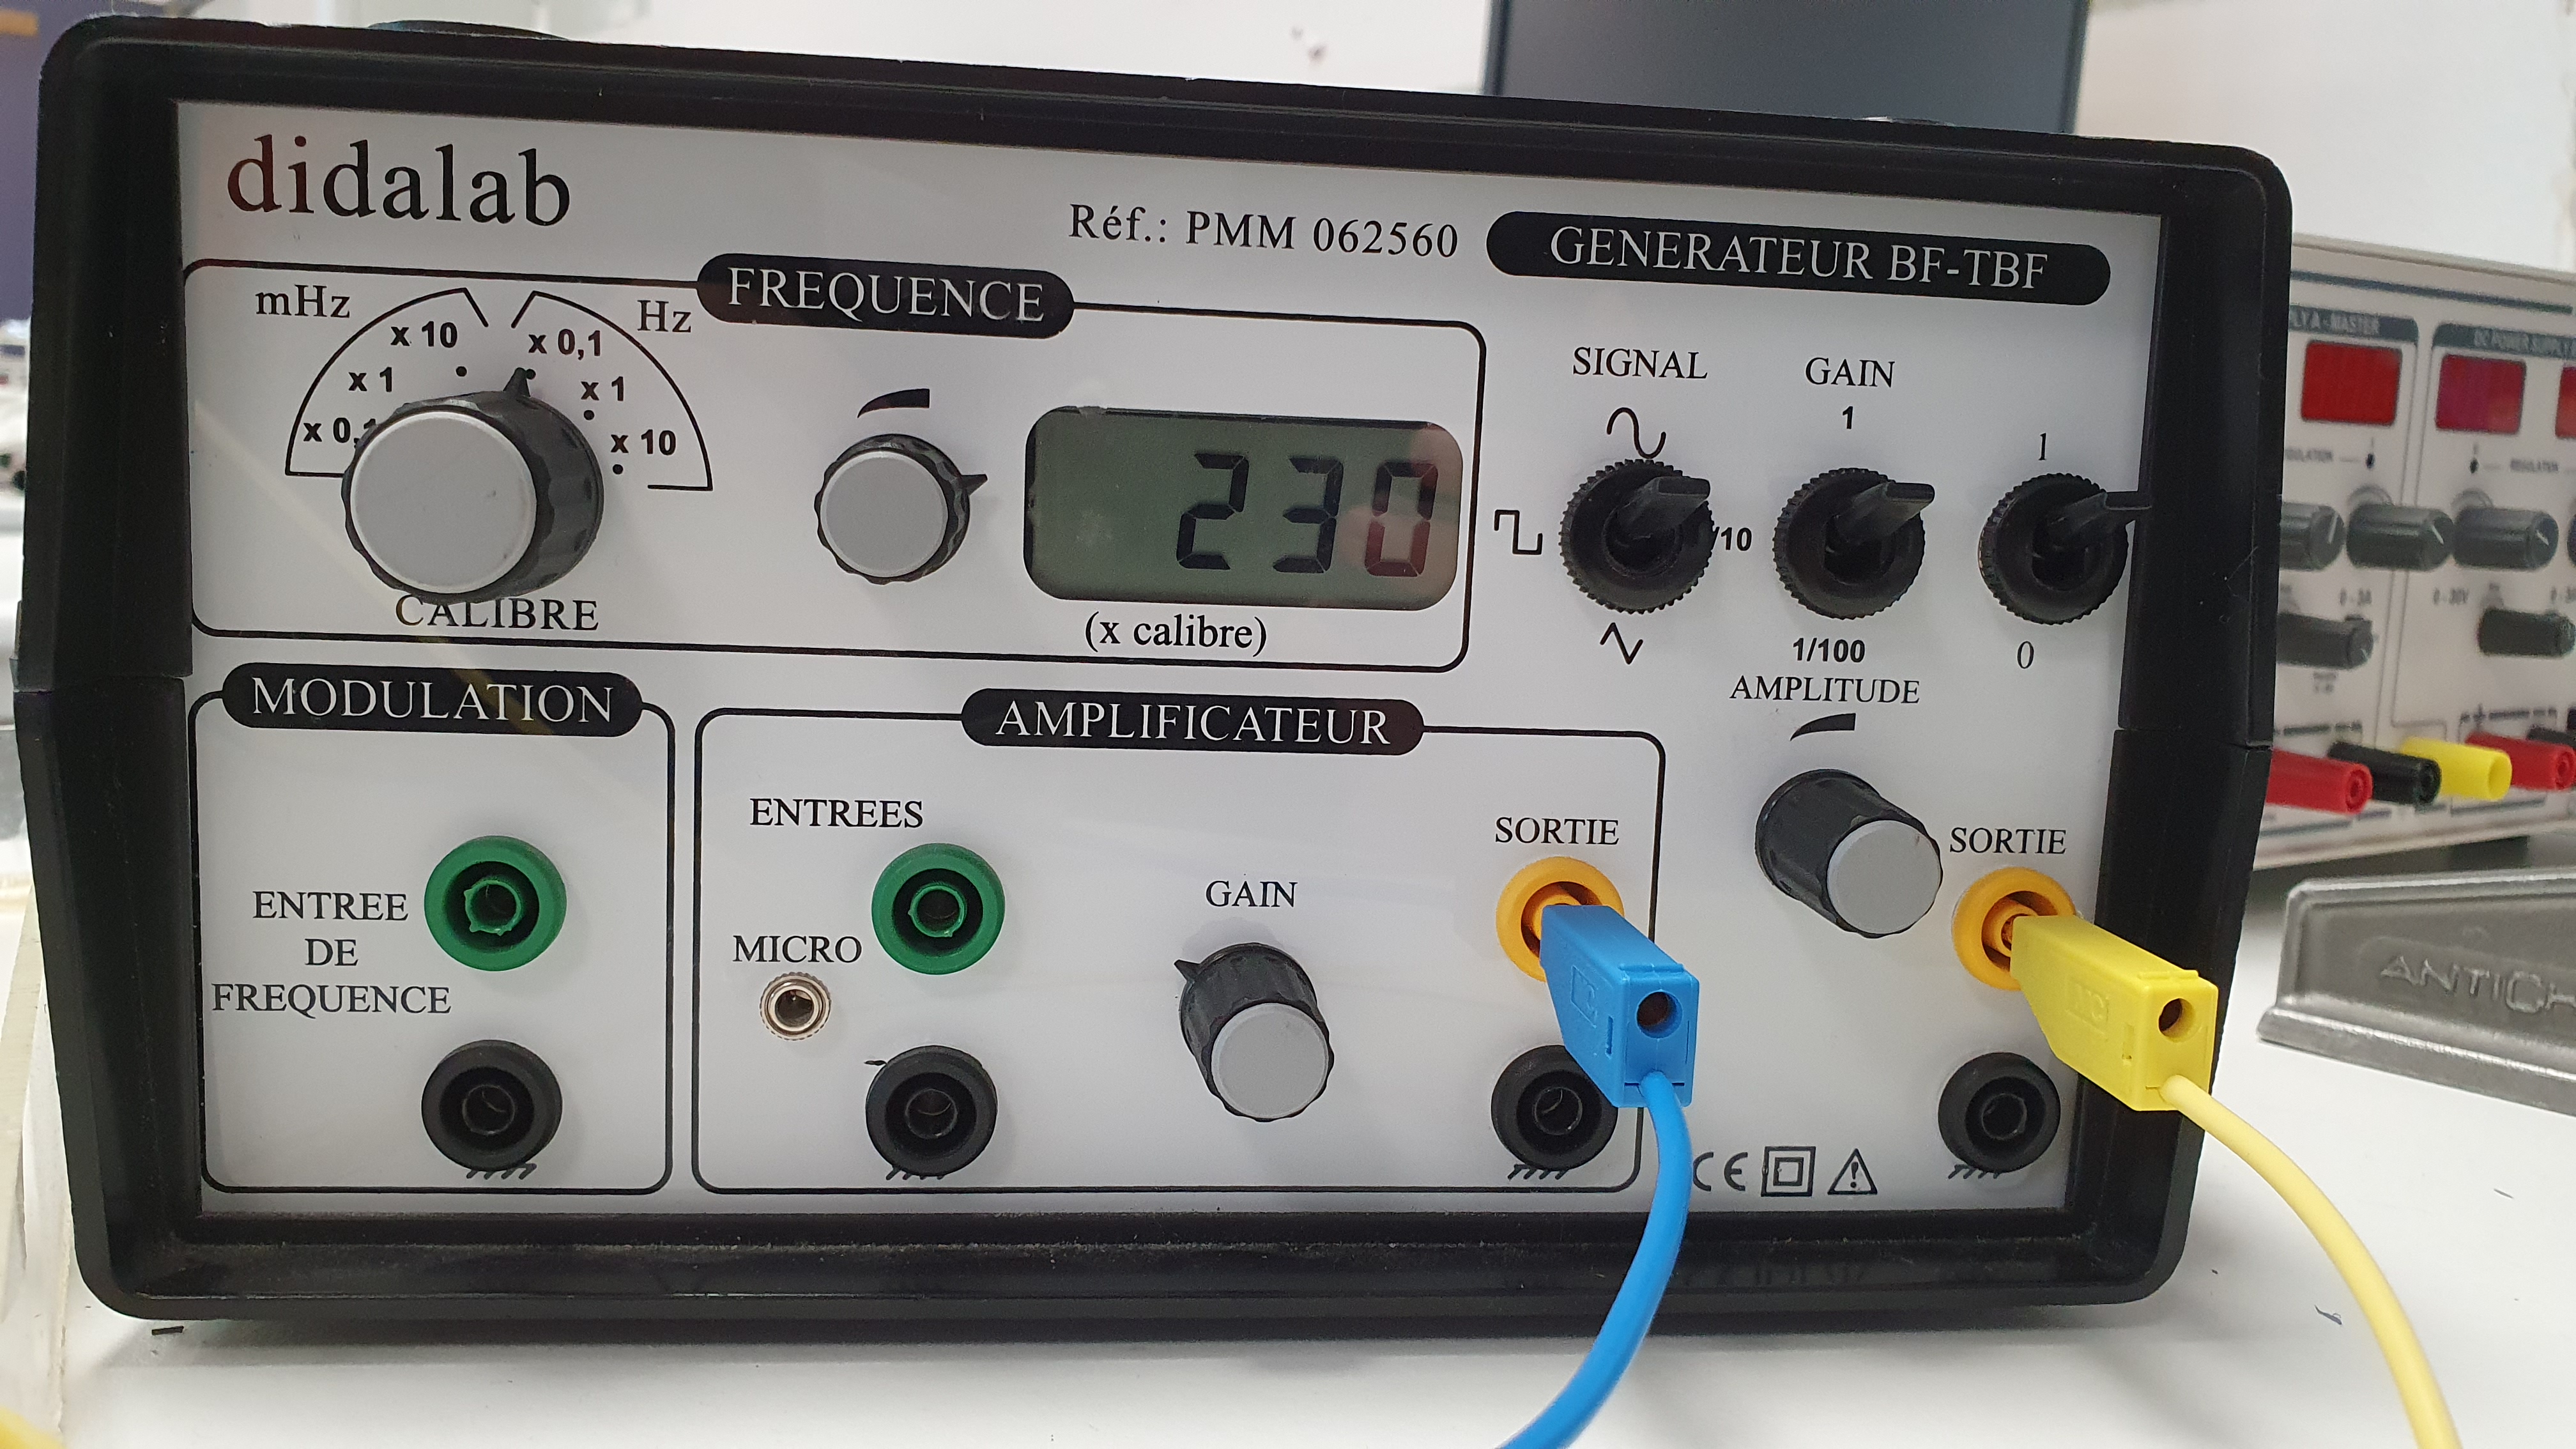 didalab
Réf.: PMM 062560
GENERATEUR BF-TBF
FREQUENCE
mHz
Hz
x 10
x 0,1
x 1
x 1
x 10
230
(x calibre)
CALIBRE
SIGNAL
GAIN
1
1
/10
1/100
0
AMPLITUDE
MODULATION
AMPLIFICATEUR
ENTREES
SORTIE
SORTIE
GAIN
ENTREE
DE
FREQUENCE
MICRO
CE